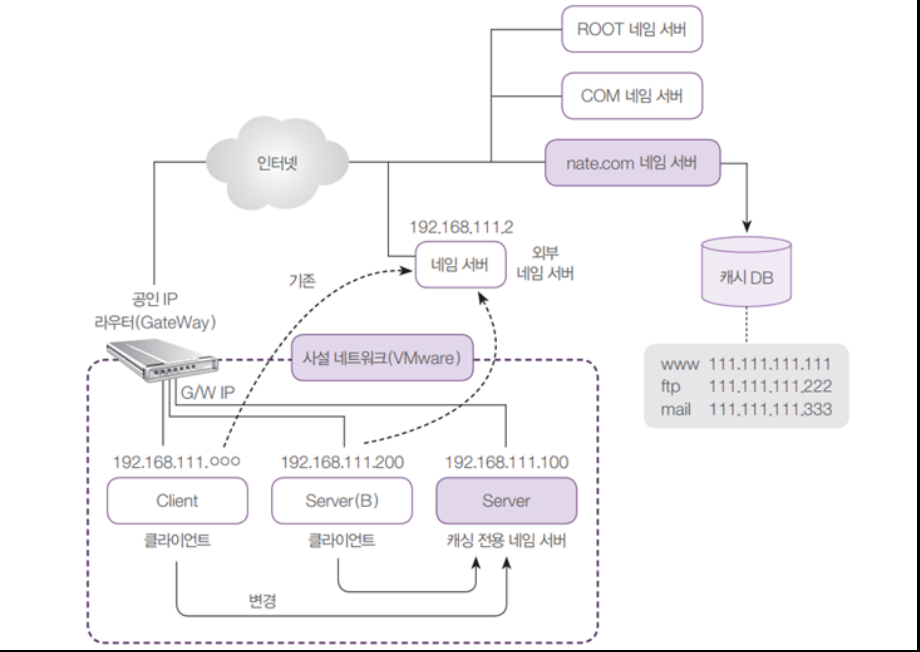 ROOT 네임 서버
COM 네임 서버
인터넷
nate.com 네임 서버
192.168.111.2
네임 서버
외부
네임 서버
캐시 DB
기존
공인 IP
라우터(GateWay)
사설 네트워크(VMware)
www 111.111.111.111
ftp 111.111.111.222
mail 111.111.111.333
G/W IP
192.168.111.○○○
192.168.111.200
192.168.111.100
Client
Server(B)
Server
클라이언트
클라이언트
캐싱 전용 네임 서버
변경